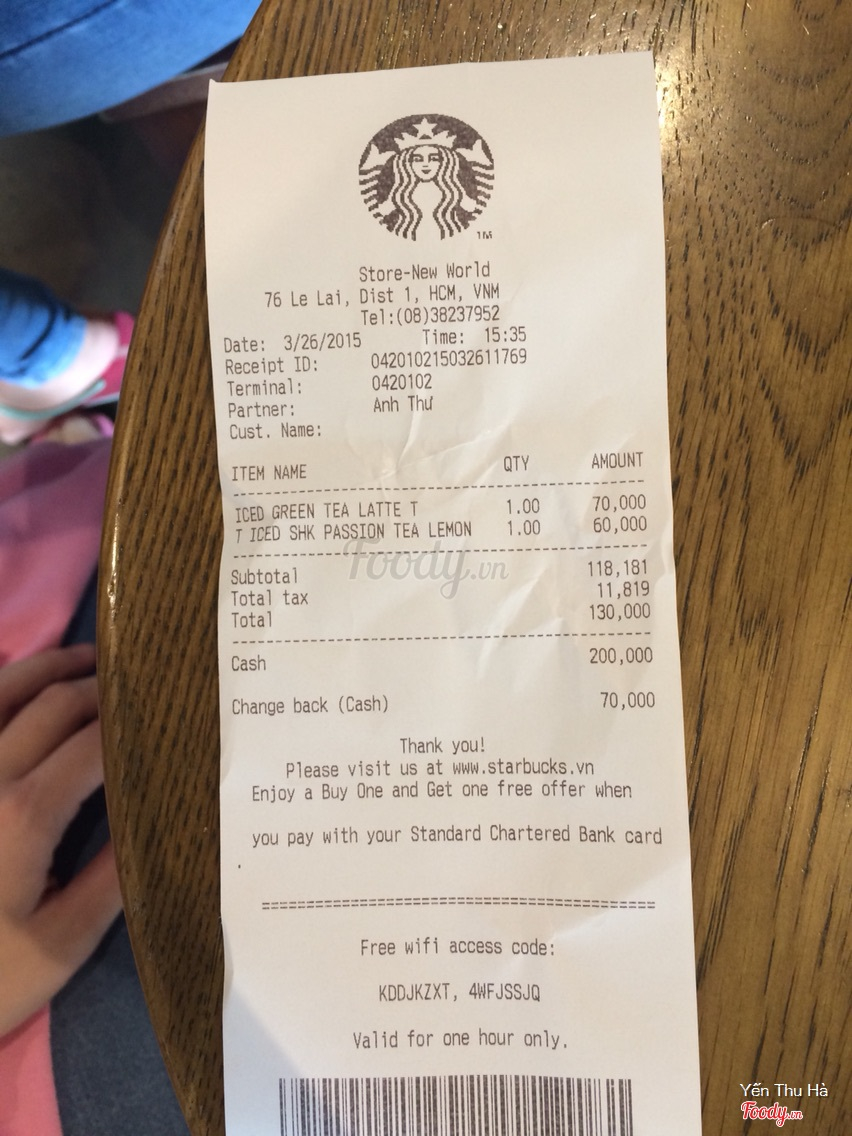 TM
Store-New World
76 Le Lai, Dist 1, HCM, VNM
Tel:(08)38237952
Date: 3/26/2015 Time: 15:35
Receipt ID: 042010215032611769
Terminal: 0420102
Partner: Anh Thư
Cust. Name:
ITEM NAME QTY AMOUNT
ICED GREEN TEA LATTE T 1.00 70,000
T ICED SHK PASSION TEA LEMON 1.00 60,000
Foody.vn
Subtotal 118,181
Total tax 11,819
Total 130,000
Cash 200,000
Change back (Cash) 70,000
Thank you!
Please visit us at www.starbucks.vn
Enjoy a Buy One and Get one free offer when
you pay with your Standard Chartered Bank card
.
Free wifi access code:
KDDJKZXT, 4WFJSSJQ
Valid for one hour only.
Yến Thu Hà
Foody.vn